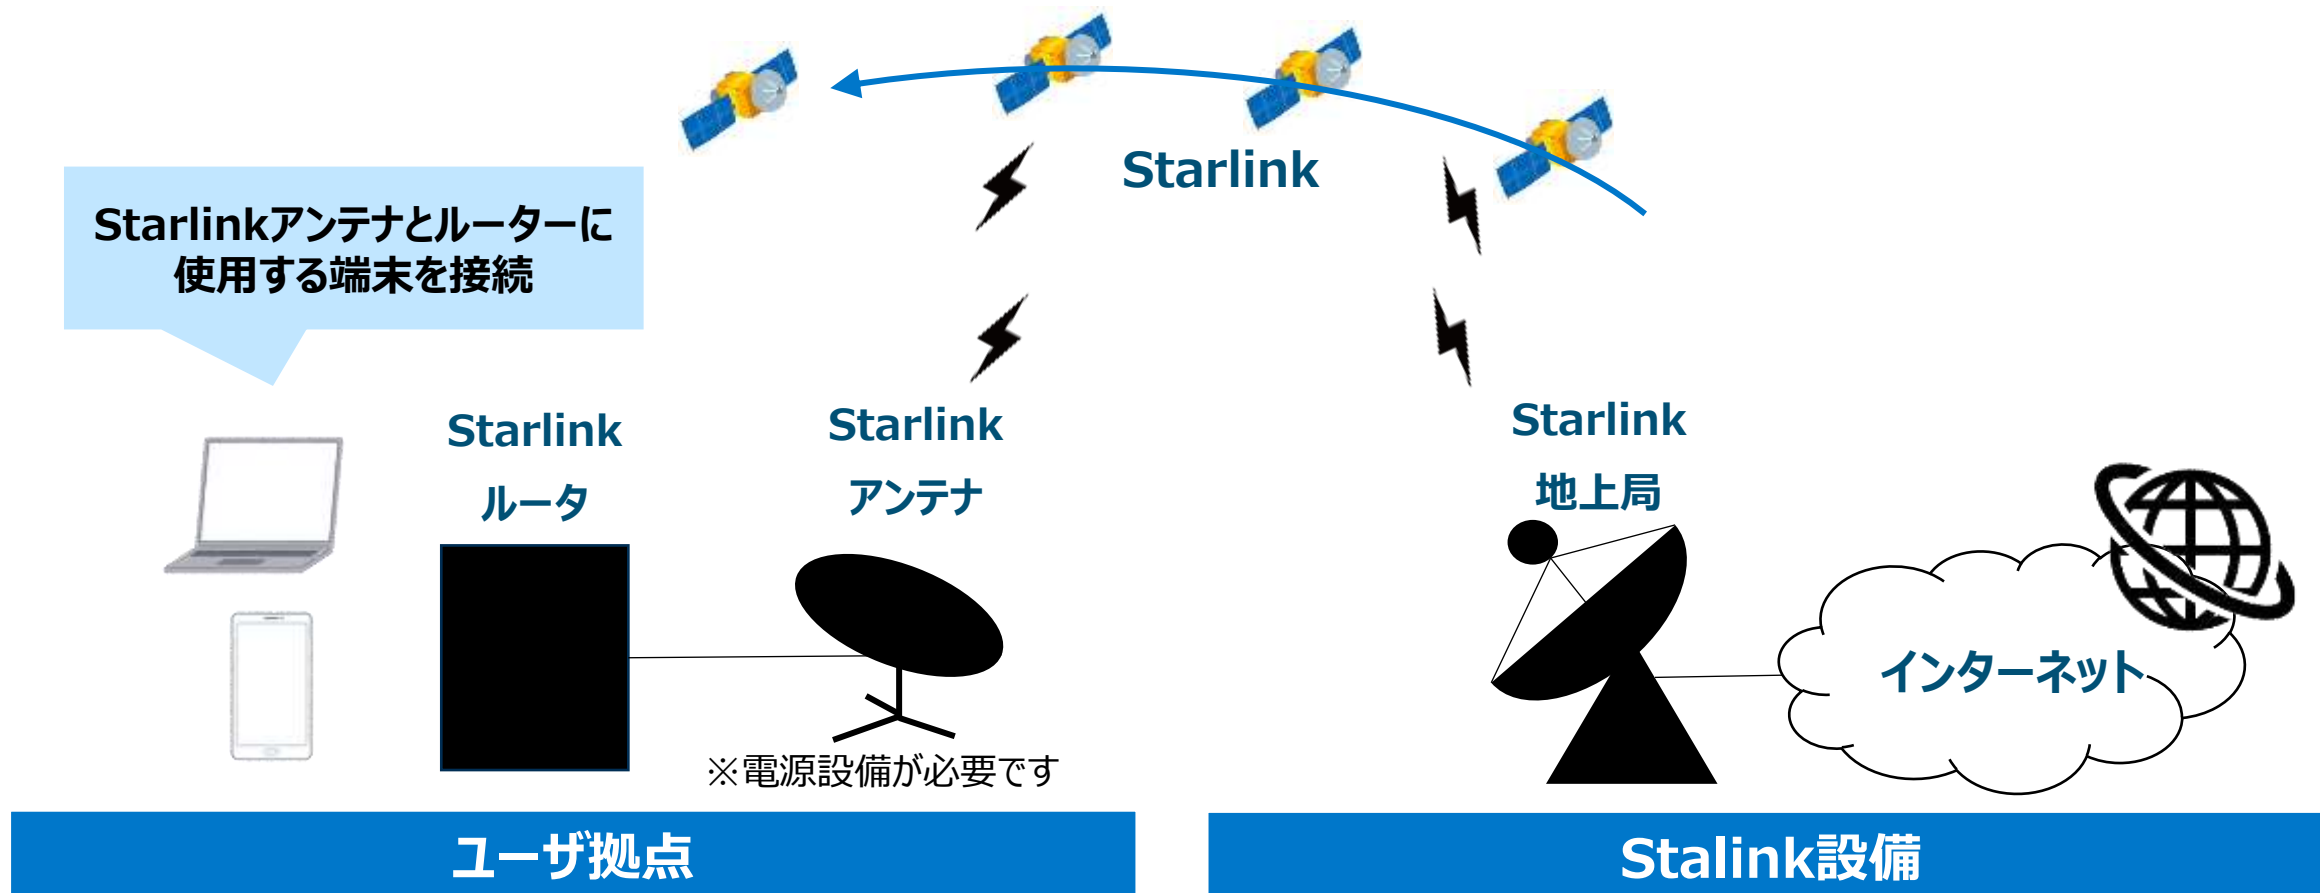 Starlink
Starlinkアンテナとルーターに
使用する端末を接続
Starlink
ルータ
Starlink
アンテナ
Starlink
地上局
インターネット
※電源設備が必要です
ユーザ拠点
Stalink設備